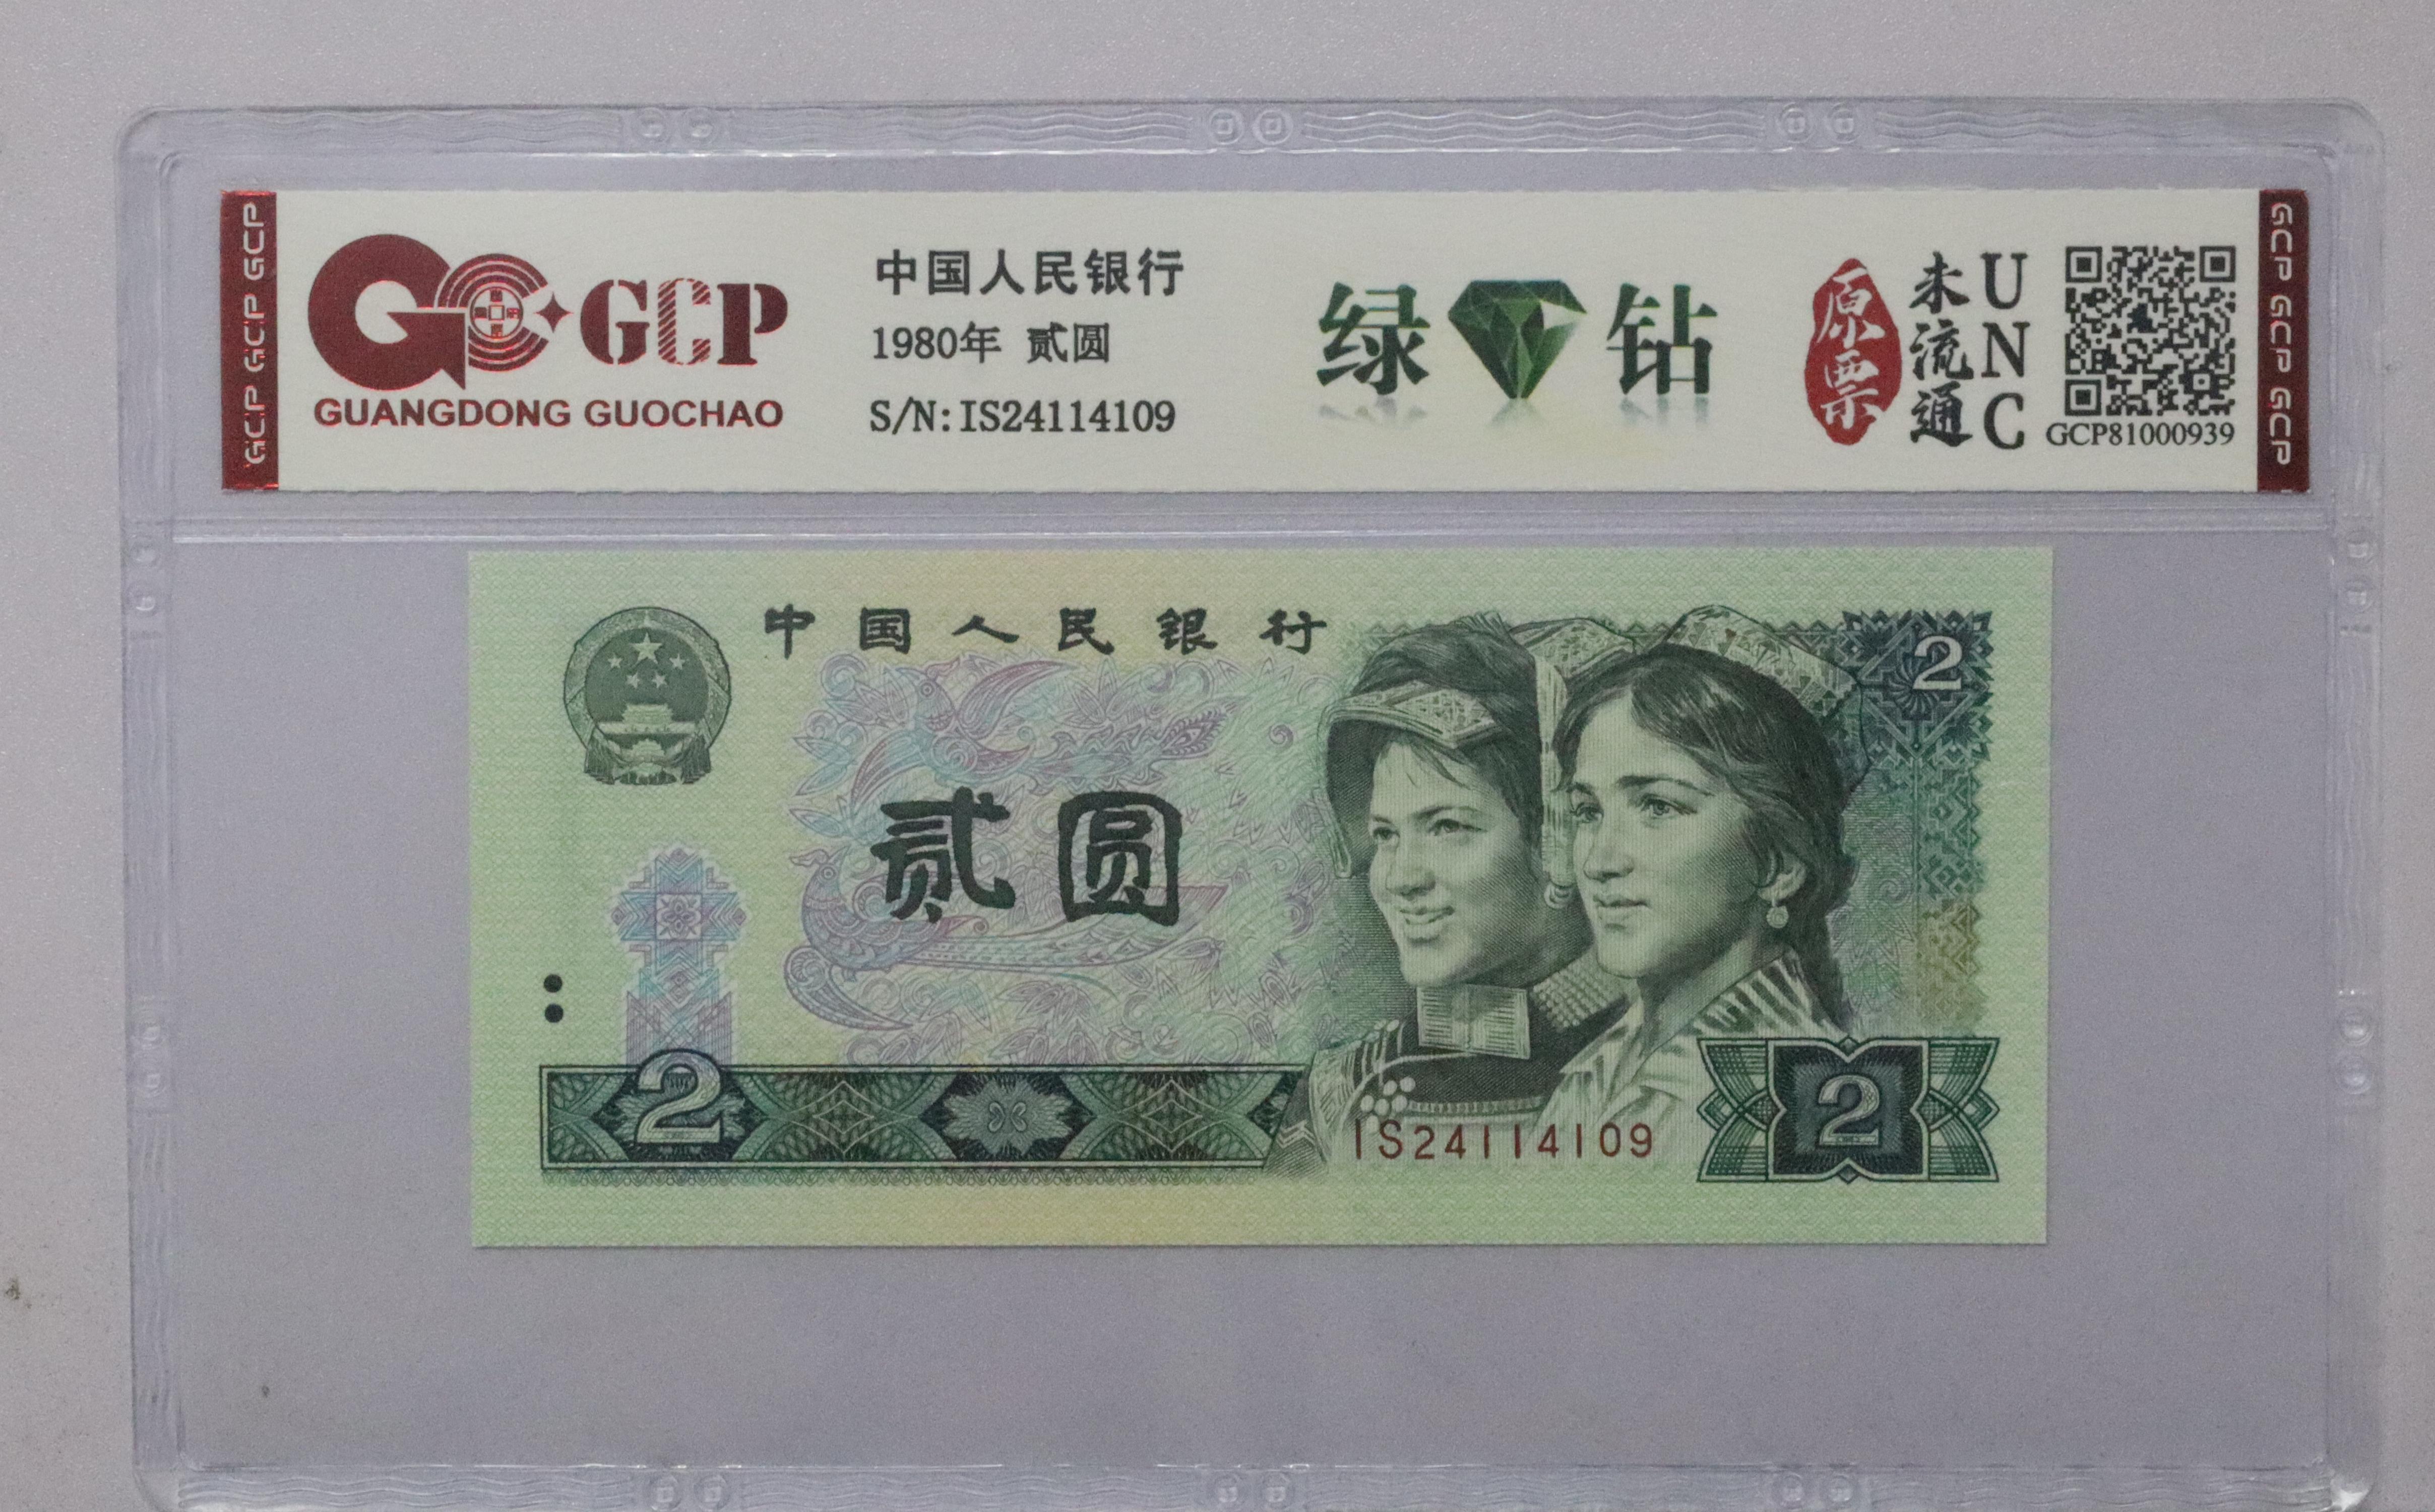 GCP GCP GCP
GCP
GUANGDONG GUOCHAO
中国人民银行
1980年 贰圆
S/N:IS24114109
绿钻
原票
未流通
UNC
GCP81000939
GCP GCP GCP
中国人民银行
2
贰圆
2
IS24114109
2